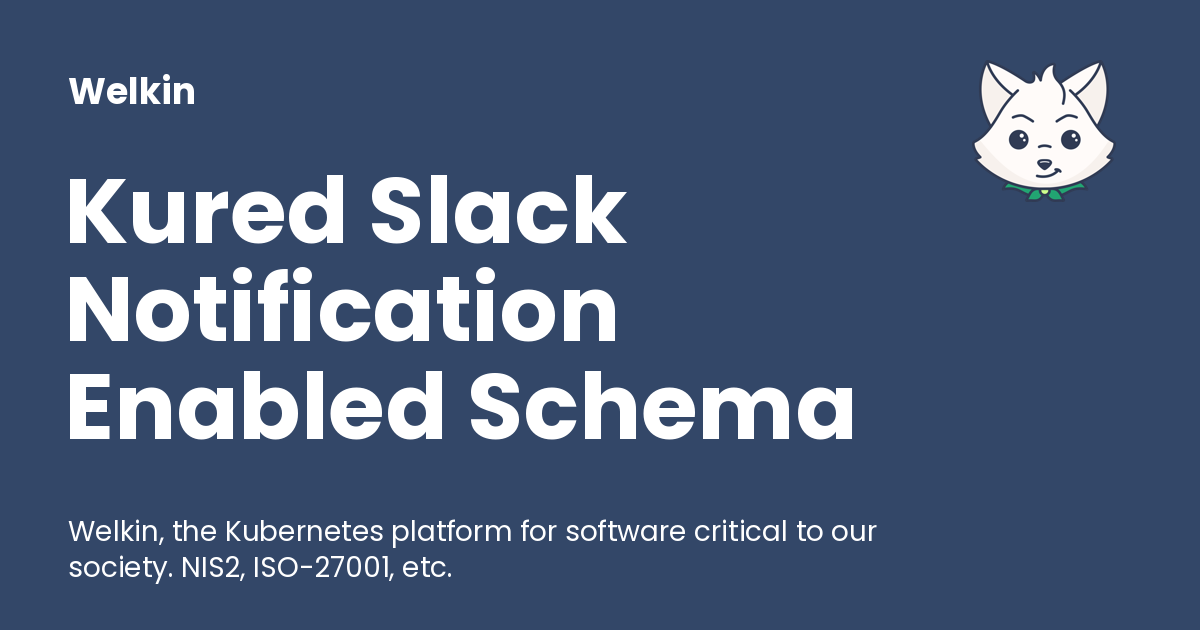 Welkin
Kured Slack
Notification
Enabled Schema
Welkin, the Kubernetes platform for software critical to our
society. NIS2, ISO-27001, etc.